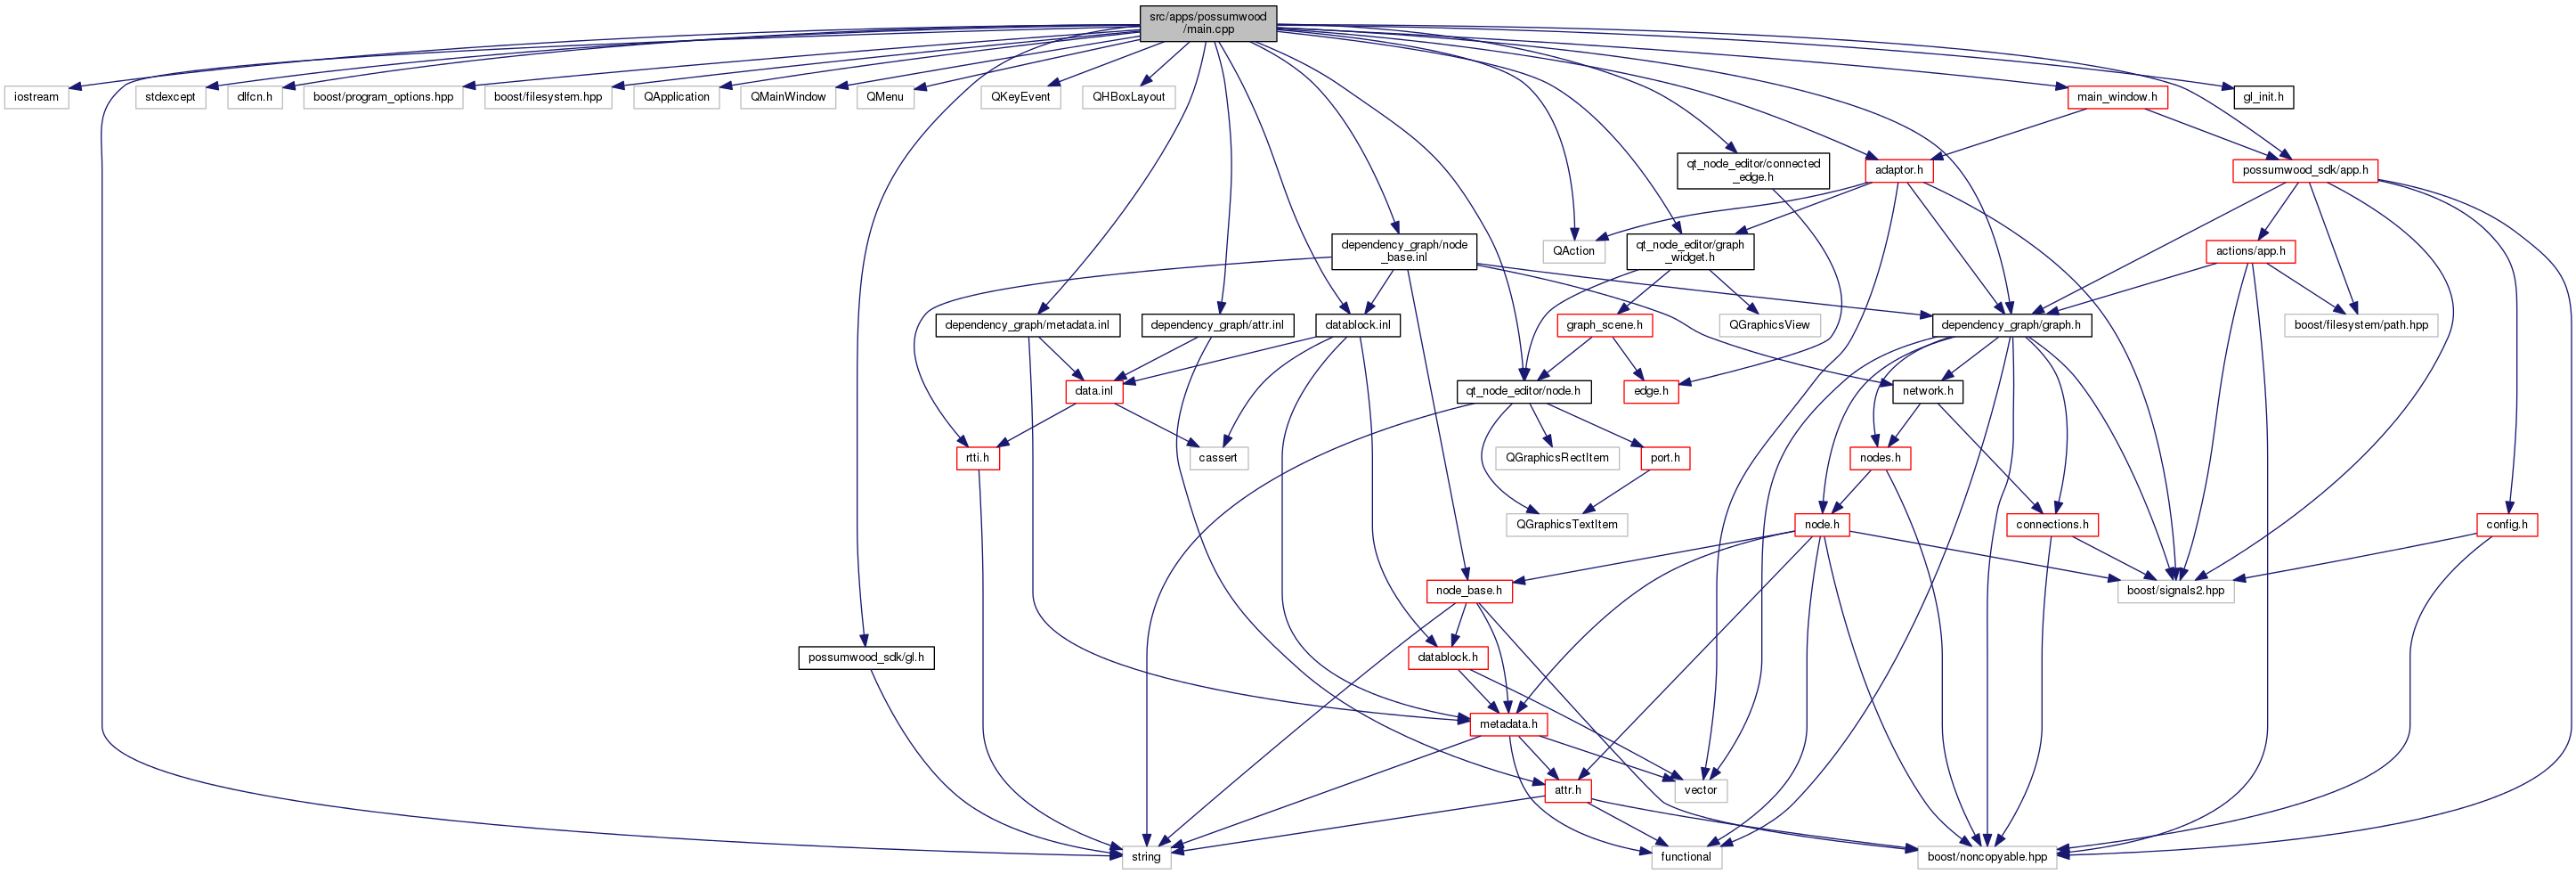 src/apps/possumwood
/main.cpp
iostream
stdexcept
dlfcn.h
boost/program_options.hpp
boost/filesystem.hpp
QApplication
QMainWindow
QMenu
QKeyEvent
QHBoxLayout
main_window.h
gl_init.h
qt_node_editor/connected
_edge.h
adaptor.h
possumwood_sdk/app.h
dependency_graph/node
_base.inl
QAction
qt_node_editor/graph
_widget.h
actions/app.h
dependency_graph/metadata.inl
dependency_graph/attr.inl
datablock.inl
graph_scene.h
QGraphicsView
dependency_graph/graph.h
boost/filesystem/path.hpp
data.inl
qt_node_editor/node.h
edge.h
network.h
rtti.h
cassert
QGraphicsRectItem
port.h
nodes.h
QGraphicsTextItem
node.h
connections.h
config.h
node_base.h
boost/signals2.hpp
possumwood_sdk/gl.h
datablock.h
metadata.h
attr.h
vector
string
functional
boost/noncopyable.hpp